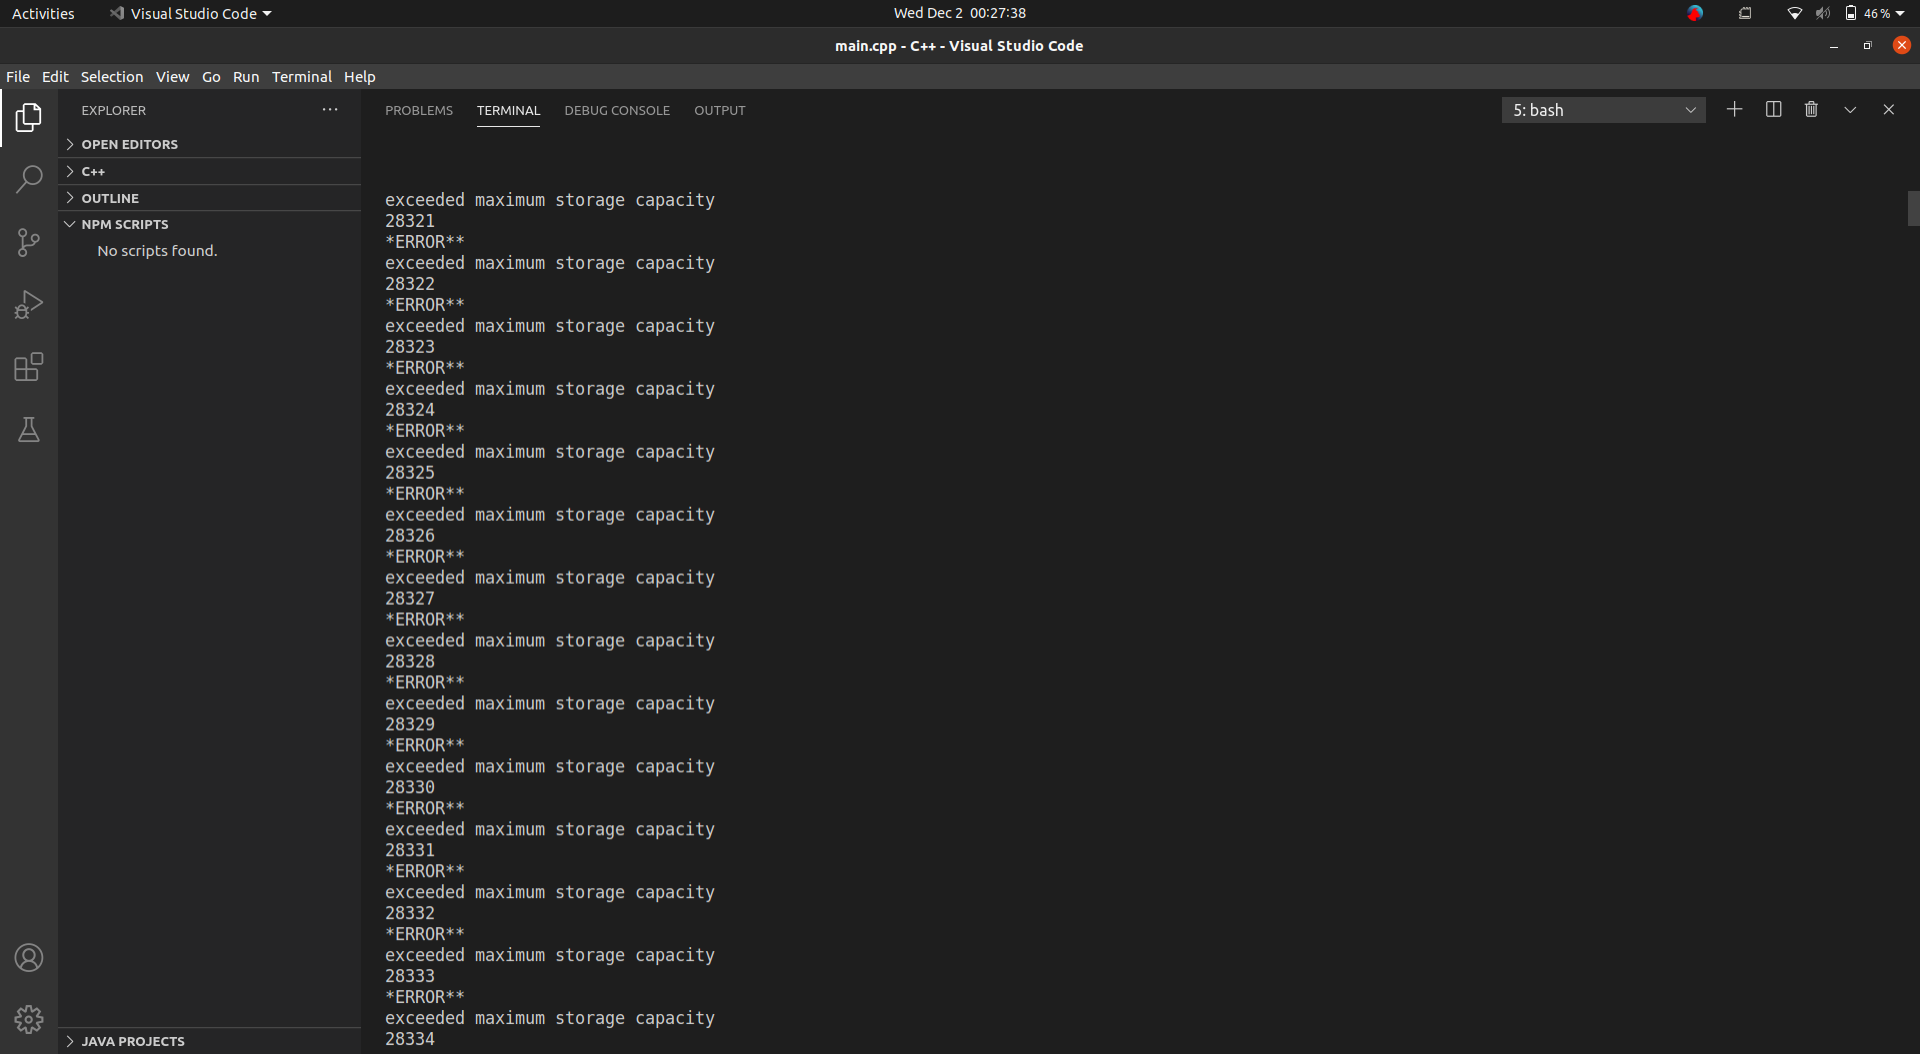 Activities
Visual Studio Code
Wed Dec 2 00:27:38
46 %
main.cpp - C++ - Visual Studio Code
File Edit Selection View Go Run Terminal Help
EXPLORER
OPEN EDITORS
C++
OUTLINE
NPM SCRIPTS
No scripts found.
JAVA PROJECTS
PROBLEMS TERMINAL DEBUG CONSOLE OUTPUT
5: bash
exceeded maximum storage capacity
28321
*ERROR**
exceeded maximum storage capacity
28322
*ERROR**
exceeded maximum storage capacity
28323
*ERROR**
exceeded maximum storage capacity
28324
*ERROR**
exceeded maximum storage capacity
28325
*ERROR**
exceeded maximum storage capacity
28326
*ERROR**
exceeded maximum storage capacity
28327
*ERROR**
exceeded maximum storage capacity
28328
*ERROR**
exceeded maximum storage capacity
28329
*ERROR**
exceeded maximum storage capacity
28330
*ERROR**
exceeded maximum storage capacity
28331
*ERROR**
exceeded maximum storage capacity
28332
*ERROR**
exceeded maximum storage capacity
28333
*ERROR**
exceeded maximum storage capacity
28334